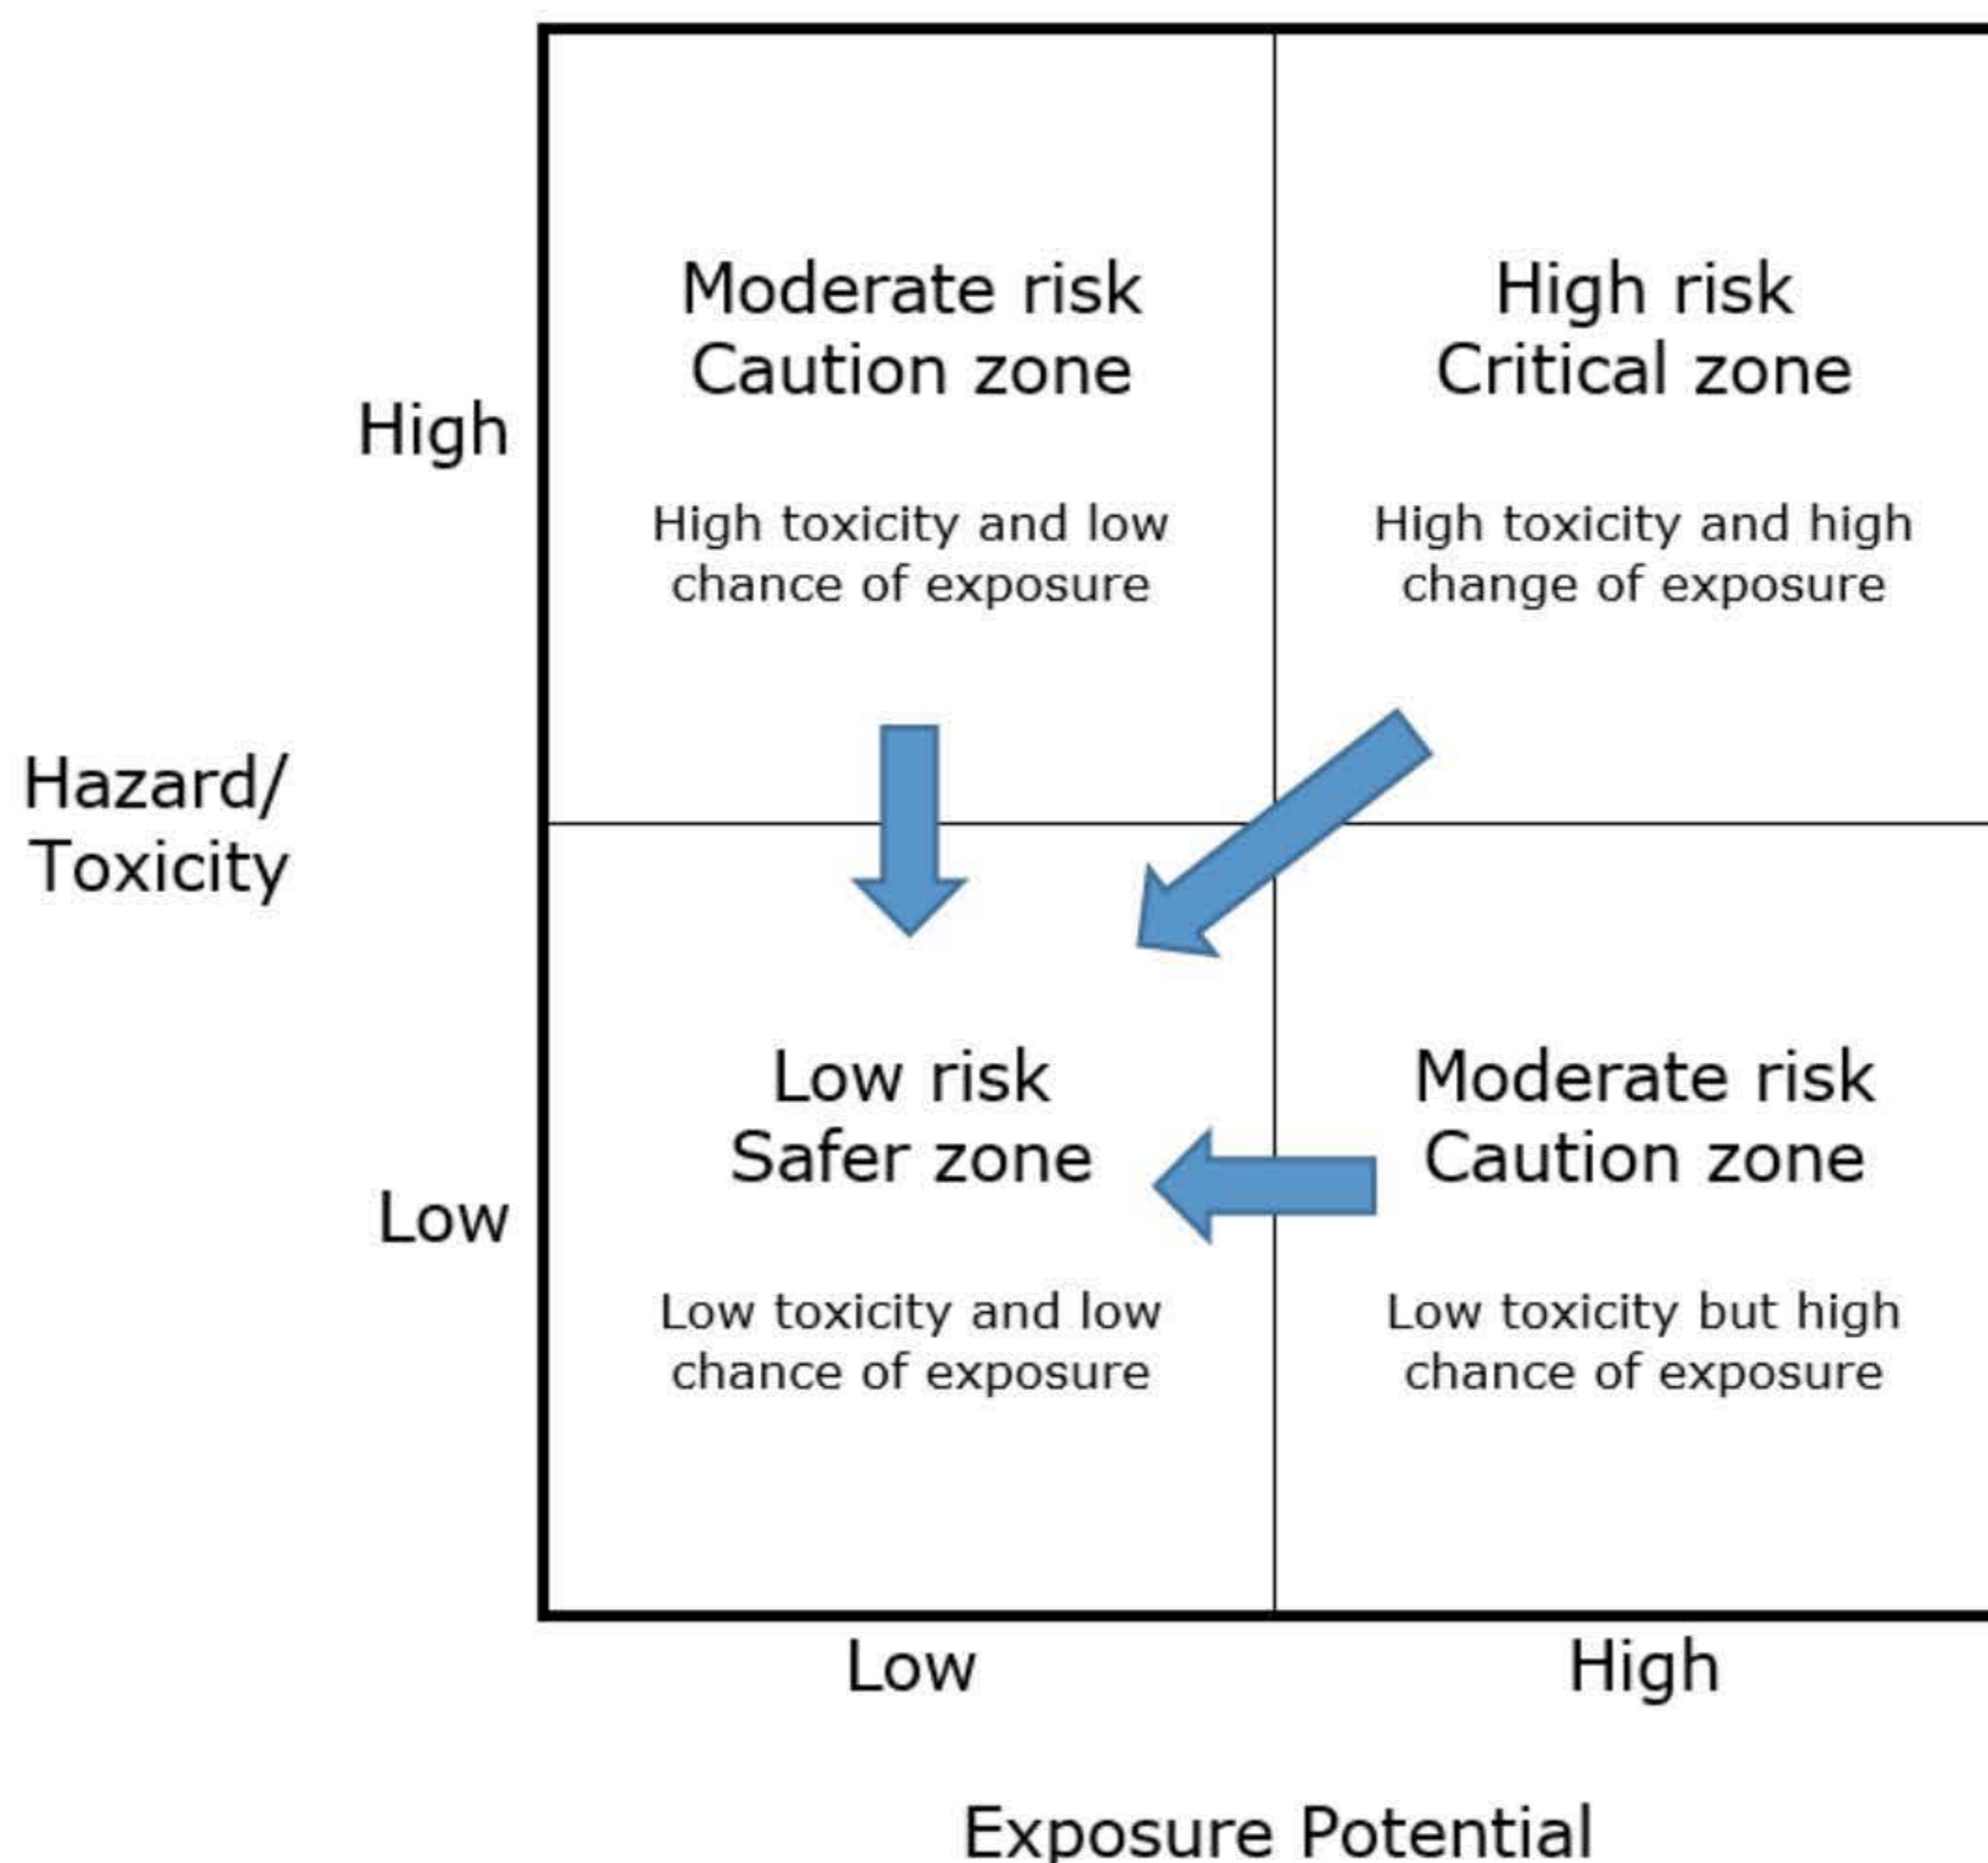 Moderate risk
Caution zone
High toxicity and low
chance of exposure
High risk
Critical zone
High toxicity and high
change of exposure
High
Hazard/
Toxicity
Low risk
Safer zone
Low toxicity and low
chance of exposure
Moderate risk
Caution zone
Low toxicity but high
chance of exposure
Low
Low
High
Exposure Potential